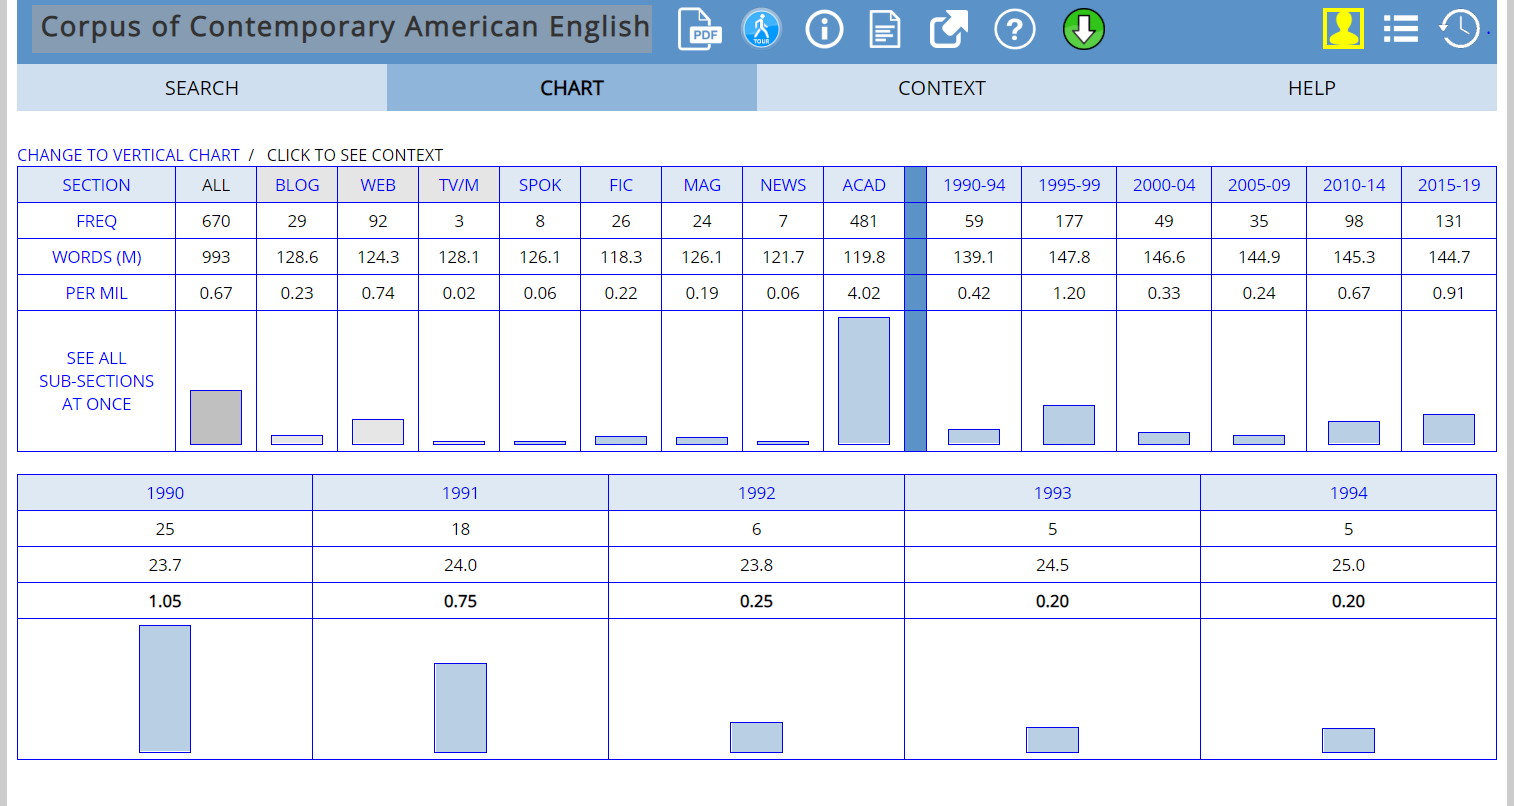 Corpus of Contemporary American English
PDF
TOUR
SEARCH CHART CONTEXT HELP
CHANGE TO VERTICAL CHART / CLICK TO SEE CONTEXT
SECTION ALL BLOG WEB TV/M SPOK FIC MAG NEWS ACAD 1990-94 1995-99 2000-04 2005-09 2010-14 2015-19
FREQ 670 29 92 3 8 26 24 7 481 59 177 49 35 98 131
WORDS (M) 993 128.6 124.3 128.1 126.1 118.3 126.1 121.7 119.8 139.1 147.8 146.6 144.9 145.3 144.7
PER MIL 0.67 0.23 0.74 0.02 0.06 0.22 0.19 0.06 4.02 0.42 1.20 0.33 0.24 0.67 0.91
SEE ALL
SUB-SECTIONS
AT ONCE
1990 1991 1992 1993 1994
25 18 6 5 5
23.7 24.0 23.8 24.5 25.0
1.05 0.75 0.25 0.20 0.20